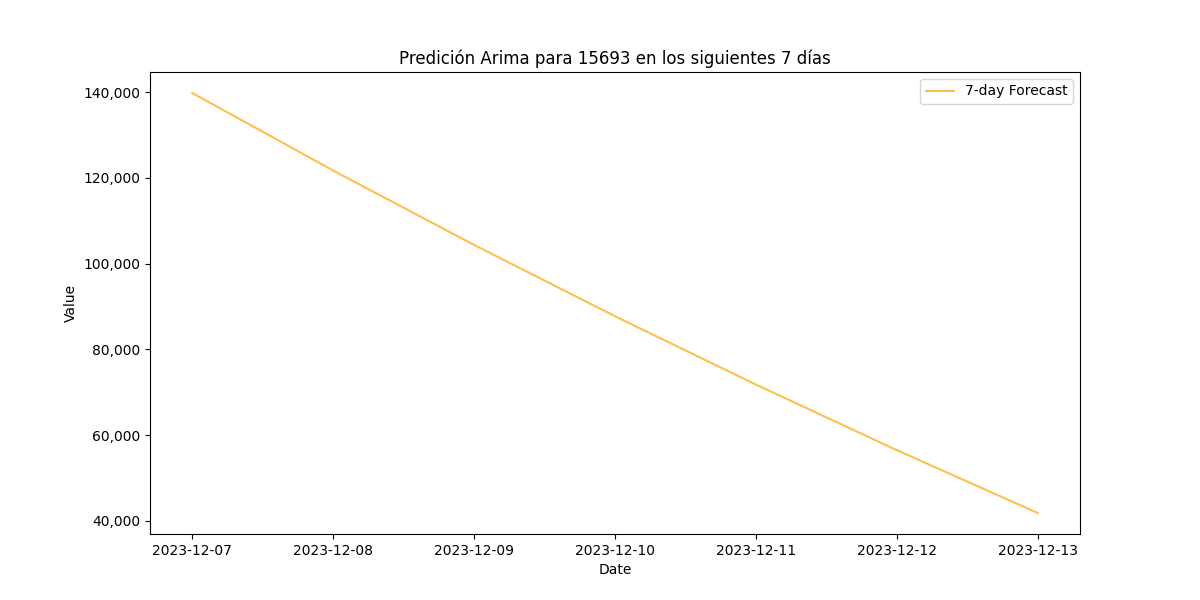 Predición Arima para 15693 en los siguientes 7 días
7-day Forecast
140,000
120,000
100,000
80,000
60,000
40,000
Value
2023-12-07 2023-12-08 2023-12-09 2023-12-10 2023-12-11 2023-12-12 2023-12-13
Date